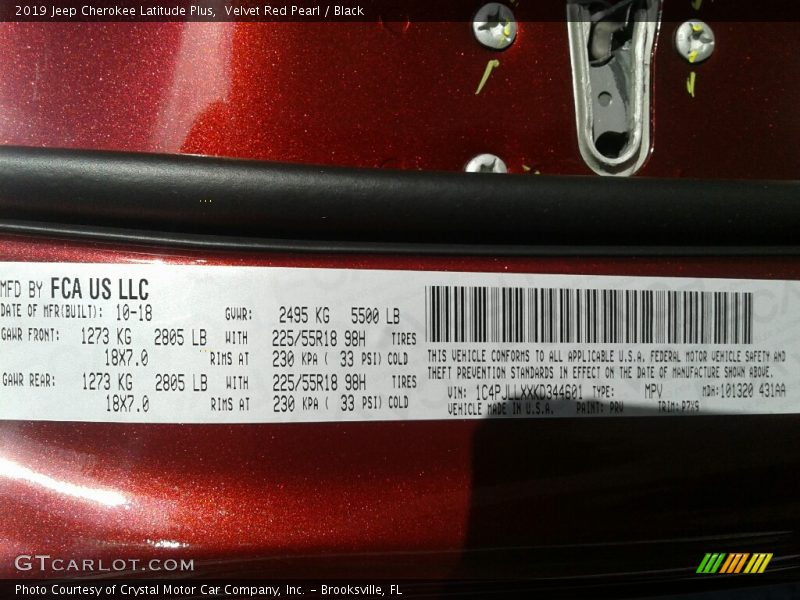 2019 Jeep Cherokee Latitude Plus,  Velvet Red Pearl / Black
MFD BY FCA US LLC
DATE OF MFR(BUILT): 10-18 GVWR: 2495 KG 5500 LB
GAWR FRONT: 1273 KG 2805 LB WITH 225/55R18 98H TIRES
18X7.0 RIMS AT 230 KPA ( 33 PSI) COLD
GAWR REAR: 1273 KG 2805 LB WITH 225/55R18 98H TIRES
18X7.0 RIMS AT 230 KPA ( 33 PSI) COLD
THIS VEHICLE CONFORMS TO ALL APPLICABLE U.S.A. FEDERAL MOTOR VEHICLE SAFETY AND
THEFT PREVENTION STANDARDS IN EFFECT ON THE DATE OF MANUFACTURE SHOWN ABOVE.
VIN: 1C4PJLLXXKD344601 TYPE: MPV MDH: 101320 431AA
VEHICLE MADE IN U.S.A. PAINT: PRV TRIM: P7X9
GTCARLOT.COM
Photo Courtesy of Crystal Motor Car Company, Inc. – Brooksville, FL